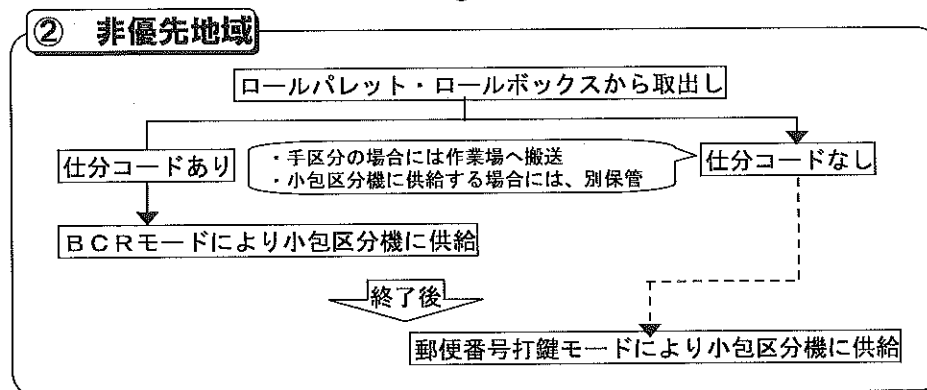 ② 非優先地域
ロールパレット・ロールボックスから取出し
仕分コードあり
・手区分の場合には作業場へ搬送
・小包区分機に供給する場合には、別保管
仕分コードなし
BCRモードにより小包区分機に供給
終了後
郵便番号打鍵モードにより小包区分機に供給